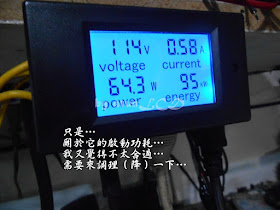 114V 0.58A
voltage current
64.3W 95Wh
power energy
只是…
關於它的啟動功耗…
我又覺得不太合適…
需要來調理（降）一下…